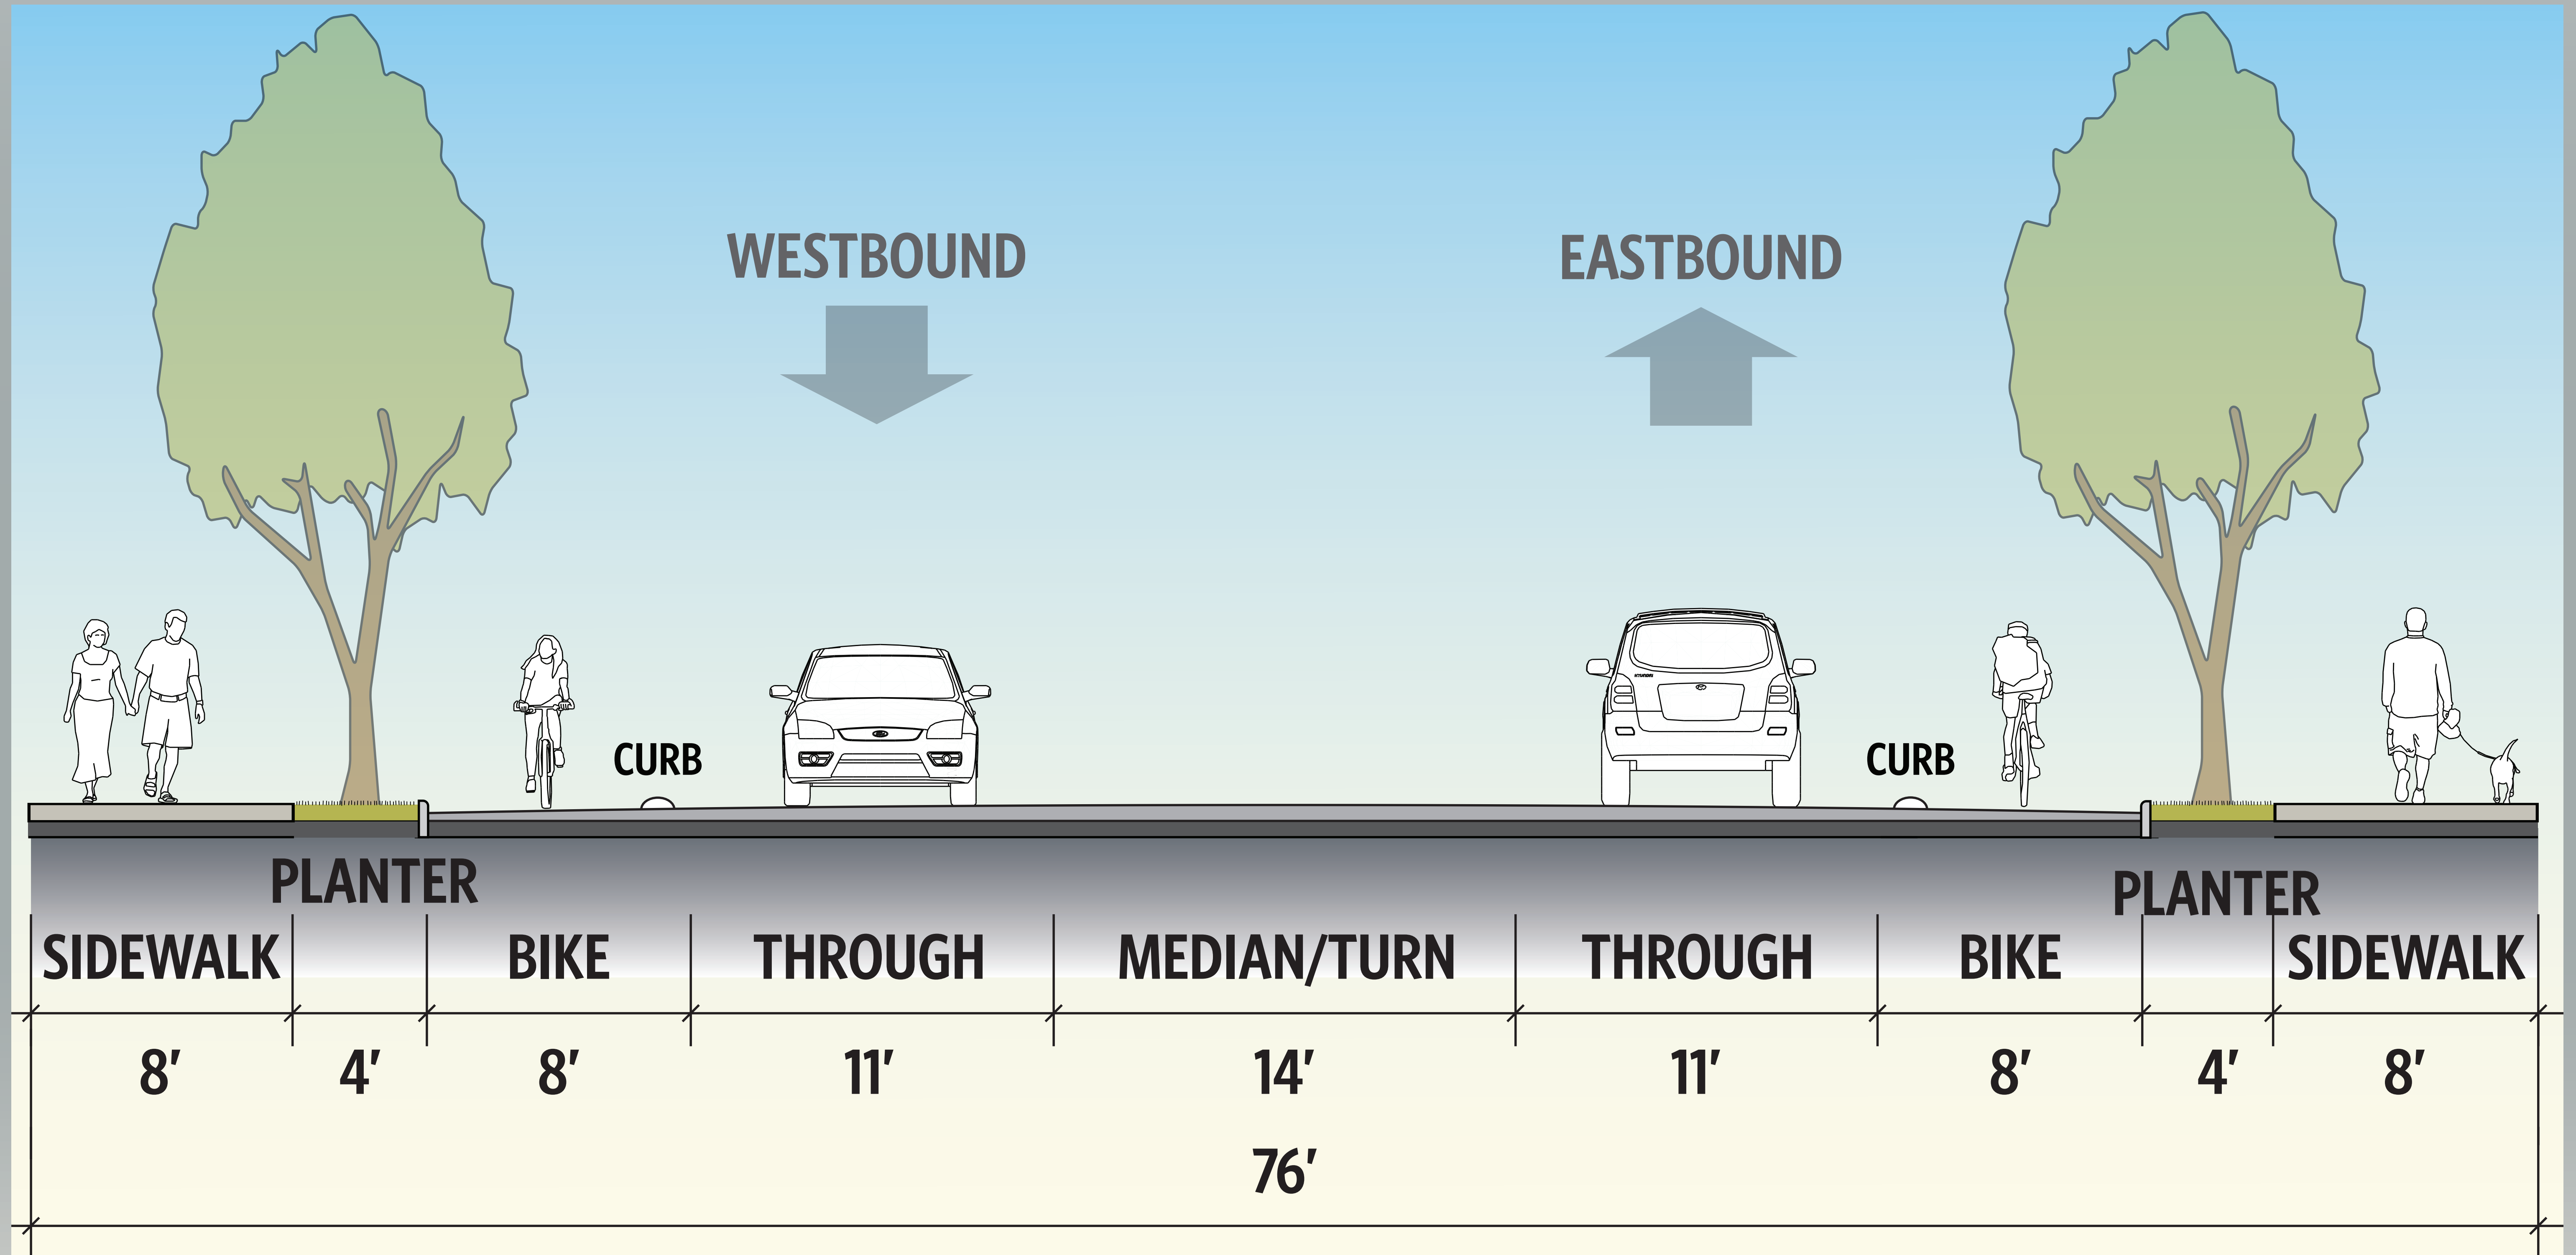 WESTBOUND
EASTBOUND
HYUNDAI
CURB
CURB
PLANTER
PLANTER
SIDEWALK
BIKE
THROUGH
MEDIAN/TURN
THROUGH
BIKE
SIDEWALK
8'
4'
8'
11'
14'
11'
8'
4'
8'
76'